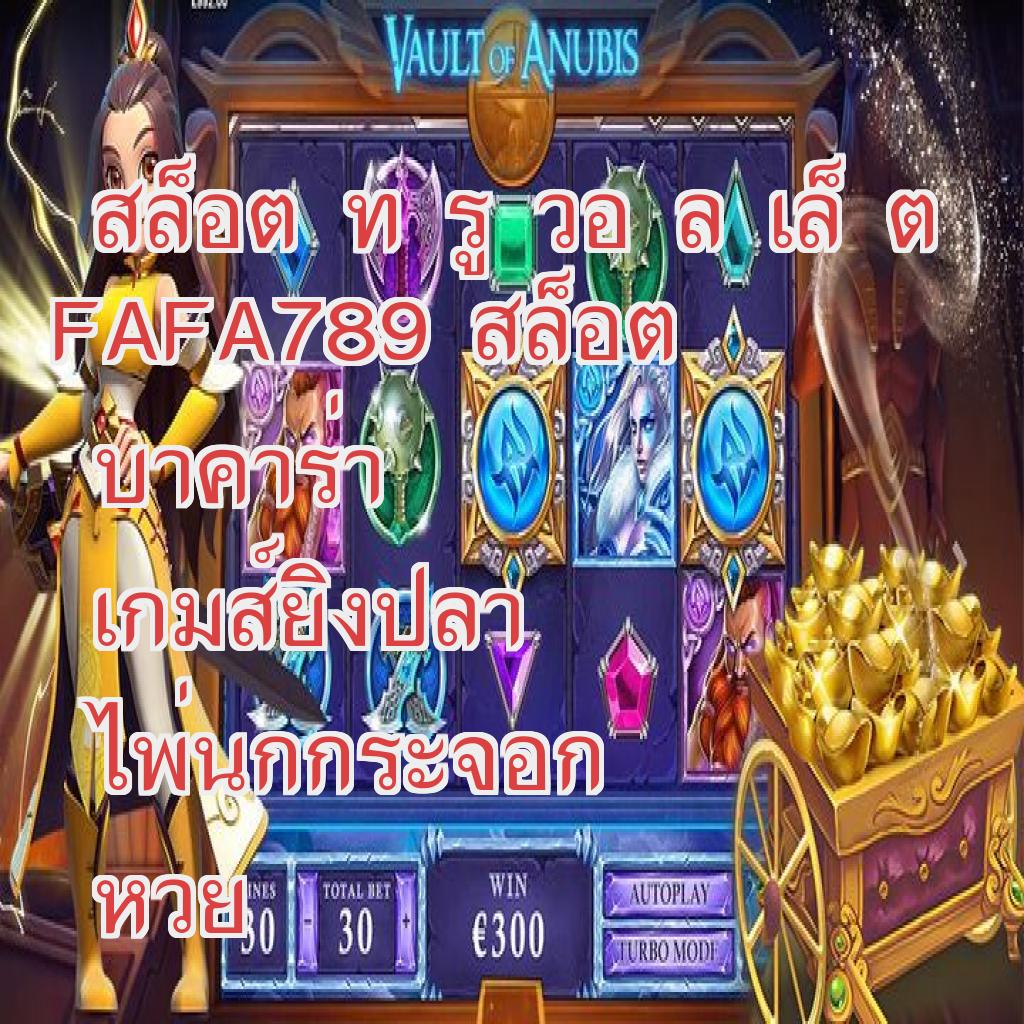 VAULT OF ANUBIS
สล็อต ท รู วอ ล เล็ ต
FAFA789 สล็อต
บาคาร่า
เกมส์ยิงปลา
ไพ่นกกระจอก
หวย
30
TOTAL BET
- 30 +
WIN
€300
AUTOPLAY
TURBO MODE